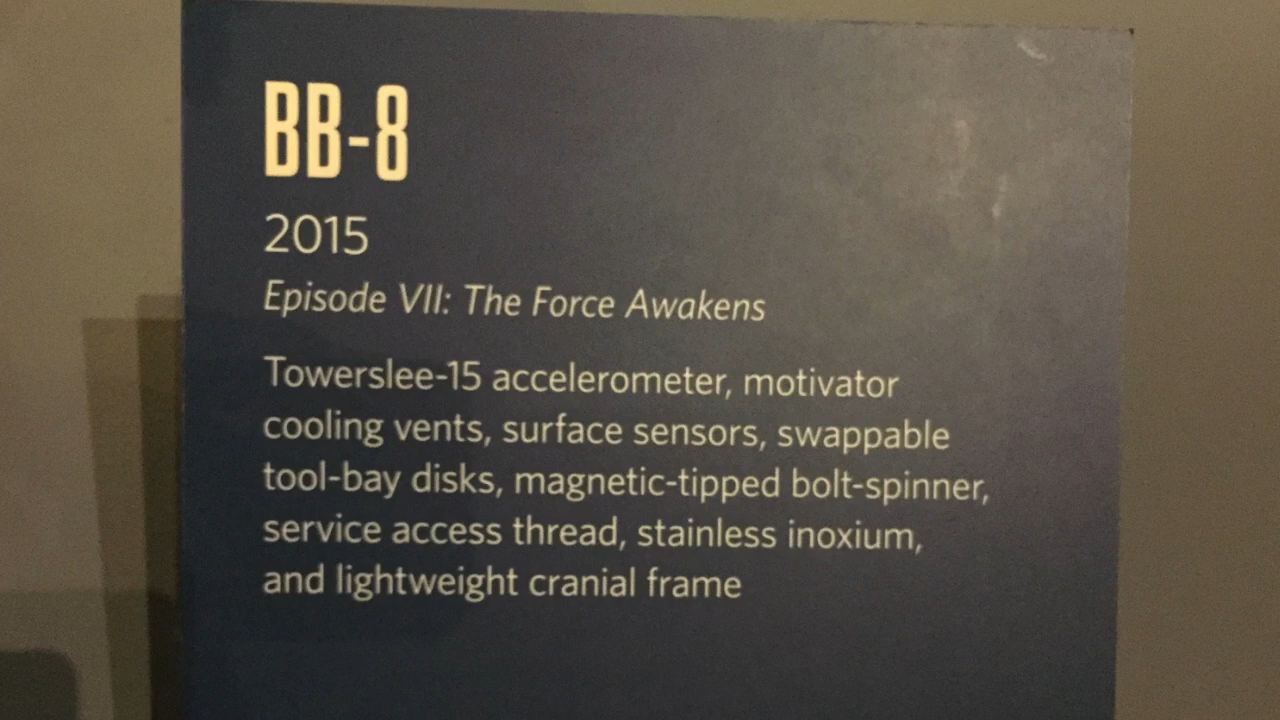 BB-8
2015
Episode VII: The Force Awakens
Towerslee-15 accelerometer, motivator
cooling vents, surface sensors, swappable
tool-bay disks, magnetic-tipped bolt-spinner,
service access thread, stainless inoxium,
and lightweight cranial frame